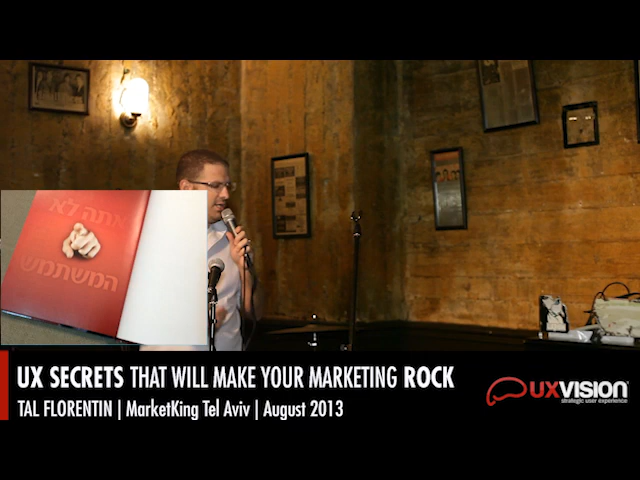 אתה לא
המשתמש
UX SECRETS THAT WILL MAKE YOUR MARKETING ROCK
TAL FLORENTIN | MarketKing Tel Aviv | August 2013
UXVISION
strategic user experience